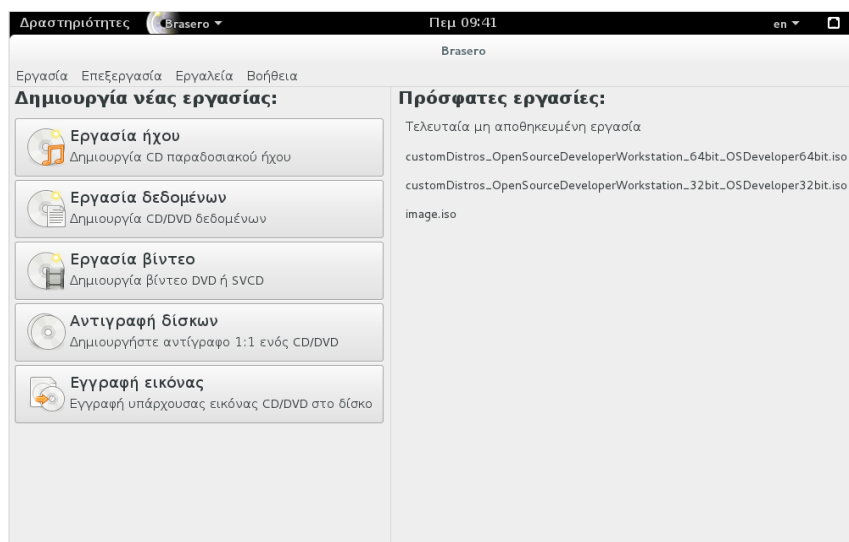 Δραστηριότητες Brasero Πεμ 09:41 en
Brasero
Εργασία Επεξεργασία Εργαλεία Βοήθεια
Δημιουργία νέας εργασίας:
Εργασία ήχου
Δημιουργία CD παραδοσιακού ήχου
Εργασία δεδομένων
Δημιουργία CD/DVD δεδομένων
Εργασία βίντεο
Δημιουργία βίντεο DVD ή SVCD
Αντιγραφή δίσκων
Δημιουργήστε αντίγραφο 1:1 ενός CD/DVD
Εγγραφή εικόνας
Εγγραφή υπάρχουσας εικόνας CD/DVD στο δίσκο
Πρόσφατες εργασίες:
Τελευταία μη αποθηκευμένη εργασία
customDistros_OpenSourceDeveloperWorkstation_64bit_OSDeveloper64bit.iso
customDistros_OpenSourceDeveloperWorkstation_32bit_OSDeveloper32bit.iso
image.iso